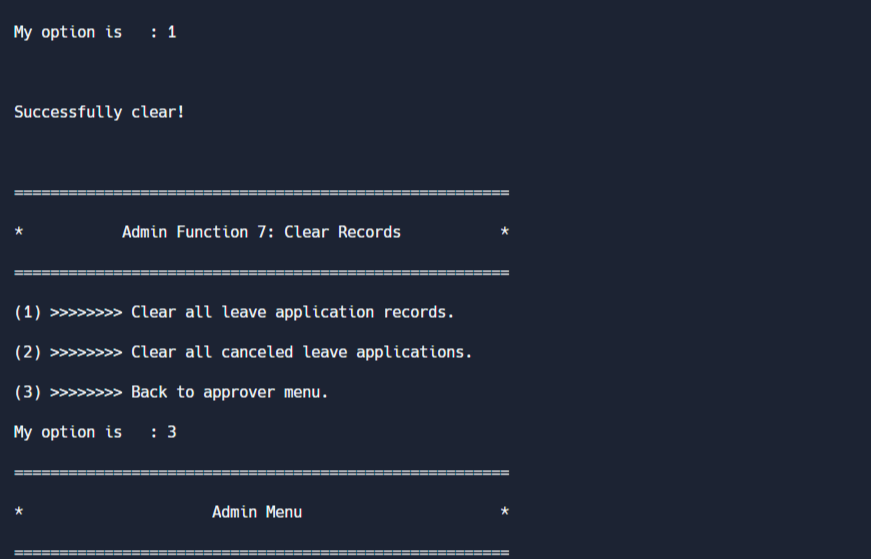 My option is   : 1
Successfully clear!
=======================================================
*           Admin Function 7: Clear Records           *
=======================================================
(1) >>>>>>>> Clear all leave application records.
(2) >>>>>>>> Clear all canceled leave applications.
(3) >>>>>>>> Back to approver menu.
My option is   : 3
=======================================================
*                     Admin Menu                      *
=======================================================